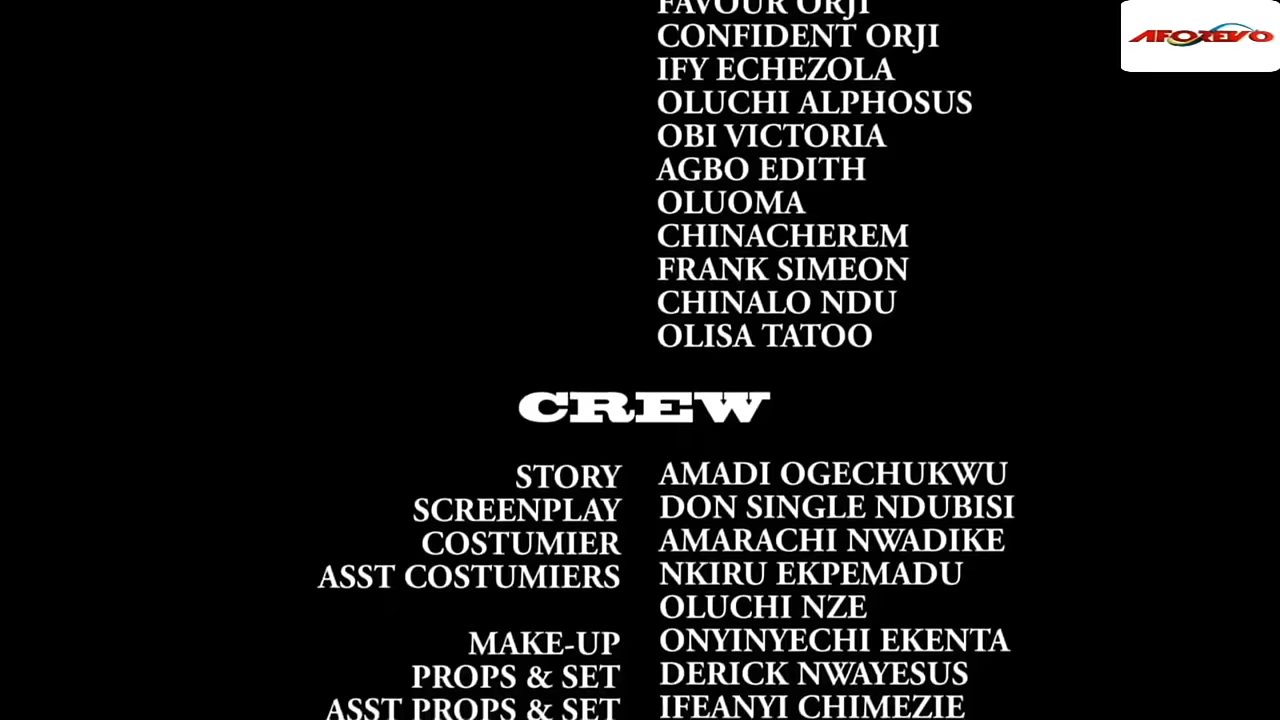 FAVOUR ORJI
AFOREVO
CONFIDENT ORJI
IFY ECHEZOLA
OLUCHI ALPHOSUS
OBI VICTORIA
AGBO EDITH
OLUOMA
CHINACHEREM
FRANK SIMEON
CHINALO NDU
OLISA TATOO
CREW
STORY AMADI OGECHUKWU
SCREENPLAY DON SINGLE NDUBISI
COSTUMIER AMARACHI NWADIKE
ASST COSTUMIERS NKIRU EKPEMADU
OLUCHI NZE
MAKE-UP ONYINYECHI EKENTA
PROPS & SET DERICK NWAYESUS
ASST PROPS & SET IFEANYI CHIMEZIE